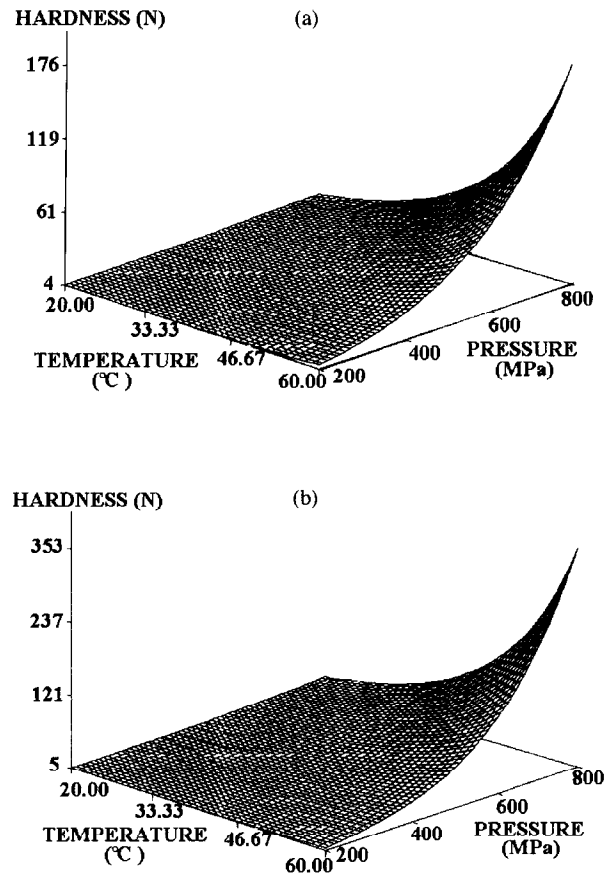 HARDNESS (N)
(a)
176
119
61
4
20.00
33.33
46.67
60.00
TEMPERATURE
(℃ )
200
400
600
800
PRESSURE
(MPa)
HARDNESS (N)
(b)
353
237
121
5
20.00
33.33
46.67
60.00
TEMPERATURE
(℃ )
200
400
600
800
PRESSURE
(MPa)